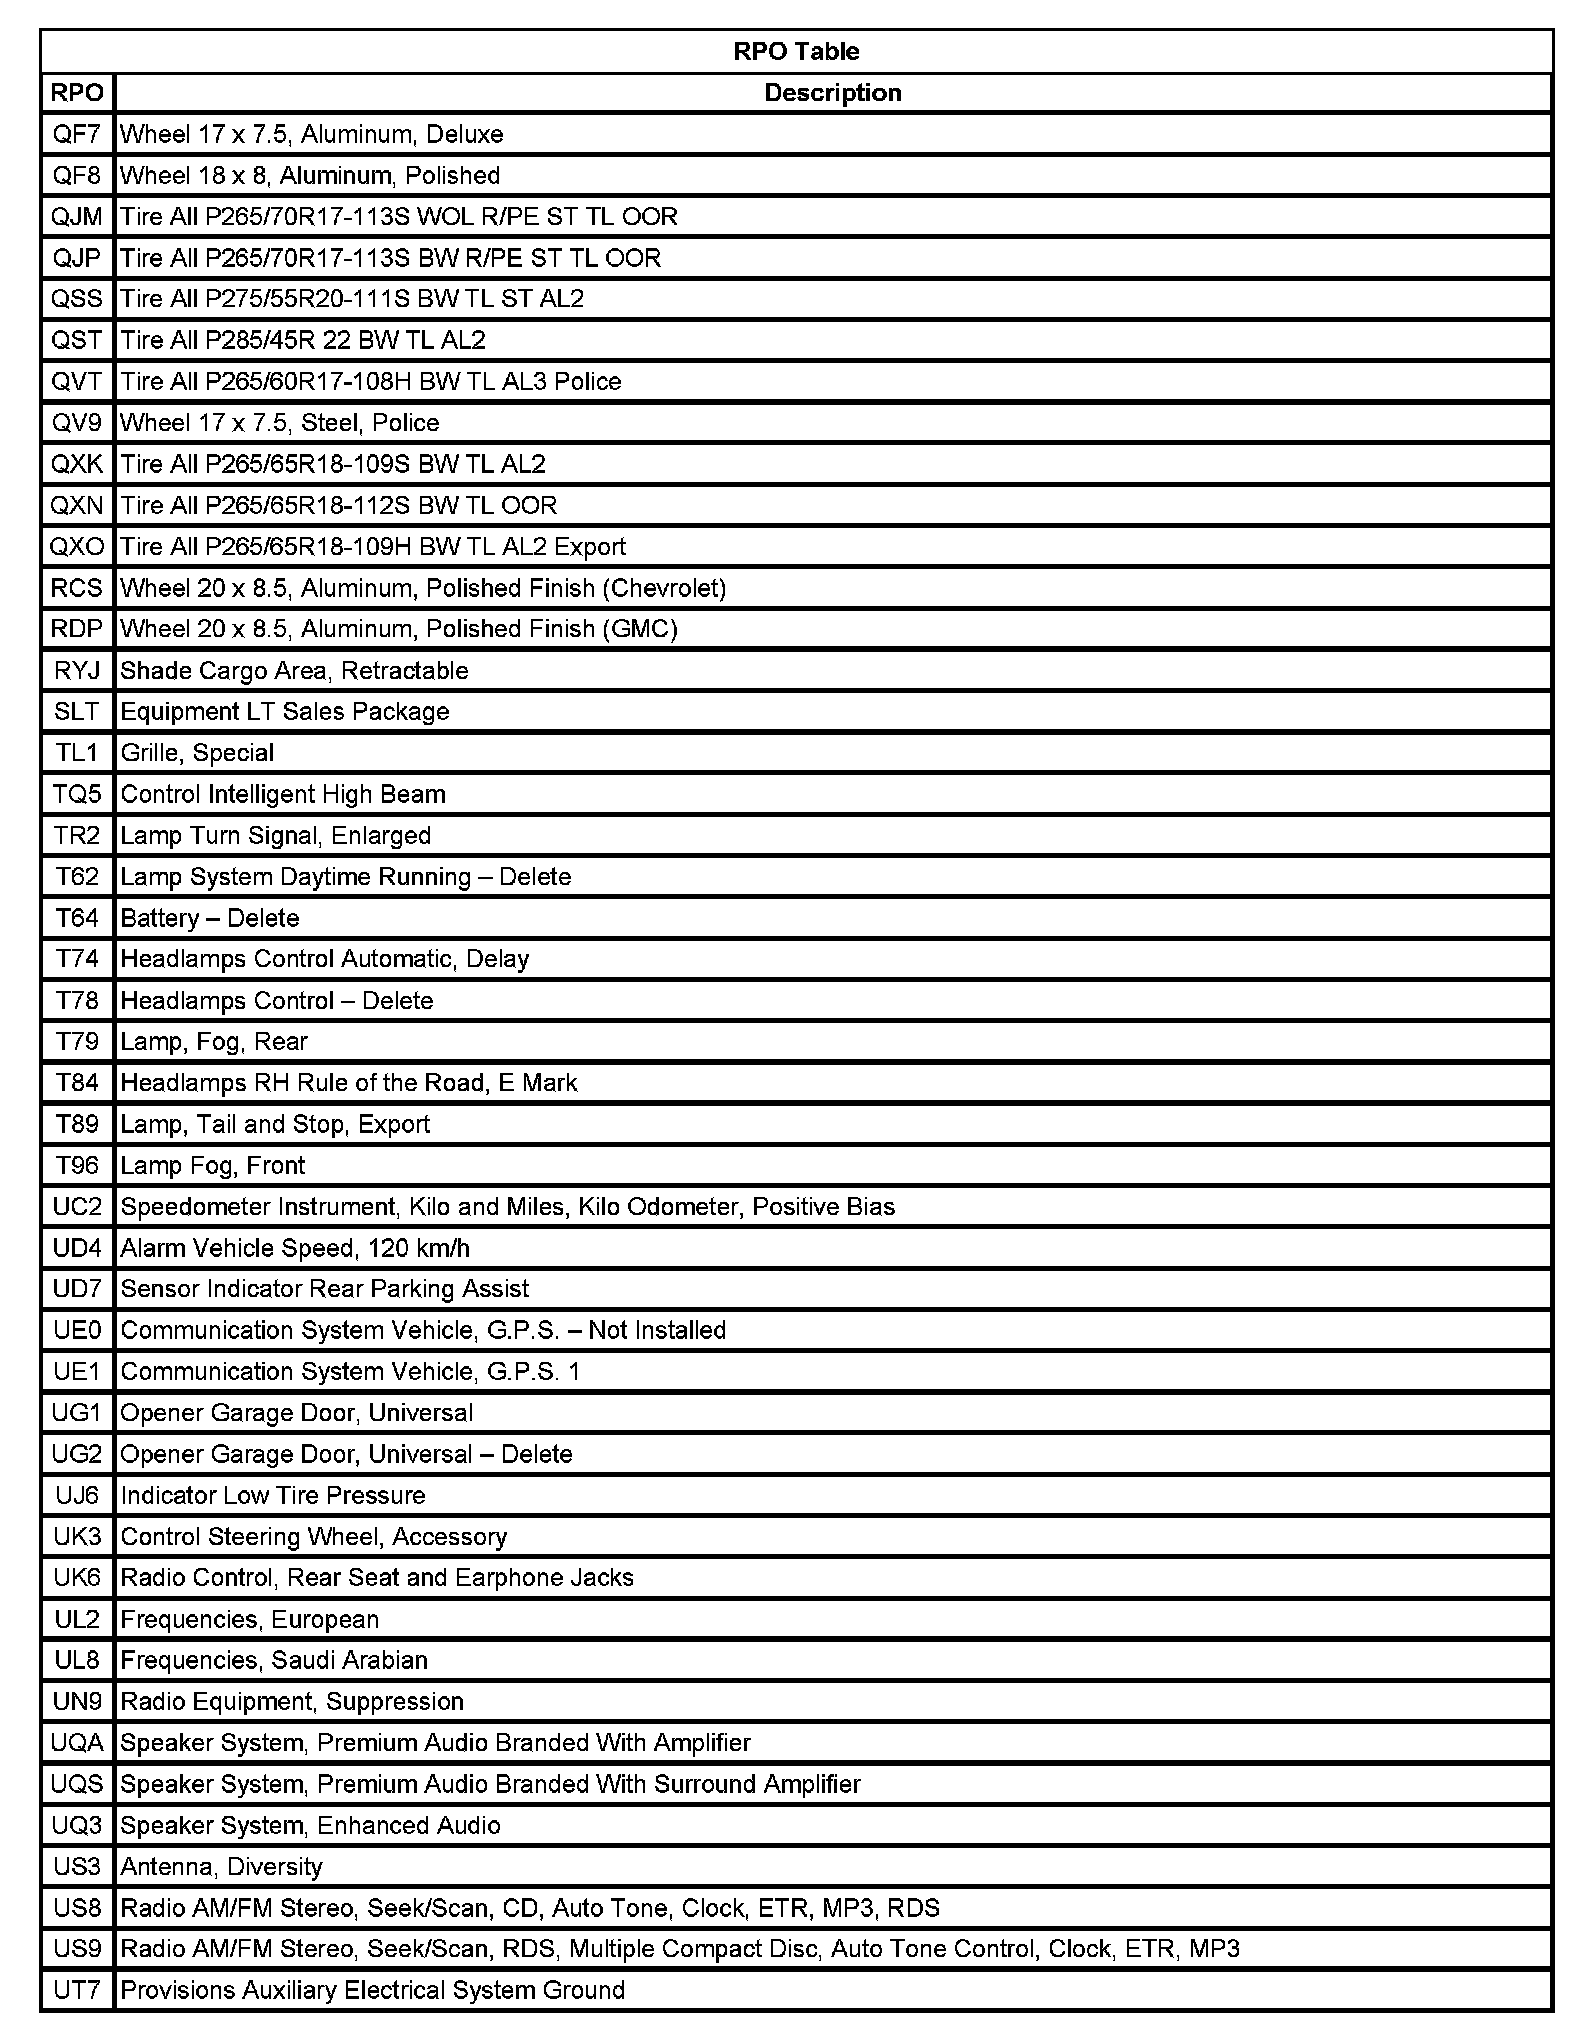 RPO Table
RPO Description
QF7 Wheel 17 x 7.5, Aluminum, Deluxe
QF8 Wheel 18 x 8, Aluminum, Polished
QJM Tire All P265/70R17-113S WOL R/PE ST TL OOR
QJP Tire All P265/70R17-113S BW R/PE ST TL OOR
QSS Tire All P275/55R20-111S BW TL ST AL2
QST Tire All P285/45R 22 BW TL AL2
QVT Tire All P265/60R17-108H BW TL AL3 Police
QV9 Wheel 17 x 7.5, Steel, Police
QXK Tire All P265/65R18-109S BW TL AL2
QXN Tire All P265/65R18-112S BW TL OOR
QXO Tire All P265/65R18-109H BW TL AL2 Export
RCS Wheel 20 x 8.5, Aluminum, Polished Finish (Chevrolet)
RDP Wheel 20 x 8.5, Aluminum, Polished Finish (GMC)
RYJ Shade Cargo Area, Retractable
SLT Equipment LT Sales Package
TL1 Grille, Special
TQ5 Control Intelligent High Beam
TR2 Lamp Turn Signal, Enlarged
T62 Lamp System Daytime Running – Delete
T64 Battery – Delete
T74 Headlamps Control Automatic, Delay
T78 Headlamps Control – Delete
T79 Lamp, Fog, Rear
T84 Headlamps RH Rule of the Road, E Mark
T89 Lamp, Tail and Stop, Export
T96 Lamp Fog, Front
UC2 Speedometer Instrument, Kilo and Miles, Kilo Odometer, Positive Bias
UD4 Alarm Vehicle Speed, 120 km/h
UD7 Sensor Indicator Rear Parking Assist
UE0 Communication System Vehicle, G.P.S. – Not Installed
UE1 Communication System Vehicle, G.P.S. 1
UG1 Opener Garage Door, Universal
UG2 Opener Garage Door, Universal – Delete
UJ6 Indicator Low Tire Pressure
UK3 Control Steering Wheel, Accessory
UK6 Radio Control, Rear Seat and Earphone Jacks
UL2 Frequencies, European
UL8 Frequencies, Saudi Arabian
UN9 Radio Equipment, Suppression
UQA Speaker System, Premium Audio Branded With Amplifier
UQS Speaker System, Premium Audio Branded With Surround Amplifier
UQ3 Speaker System, Enhanced Audio
US3 Antenna, Diversity
US8 Radio AM/FM Stereo, Seek/Scan, CD, Auto Tone, Clock, ETR, MP3, RDS
US9 Radio AM/FM Stereo, Seek/Scan, RDS, Multiple Compact Disc, Auto Tone Control, Clock, ETR, MP3
UT7 Provisions Auxiliary Electrical System Ground